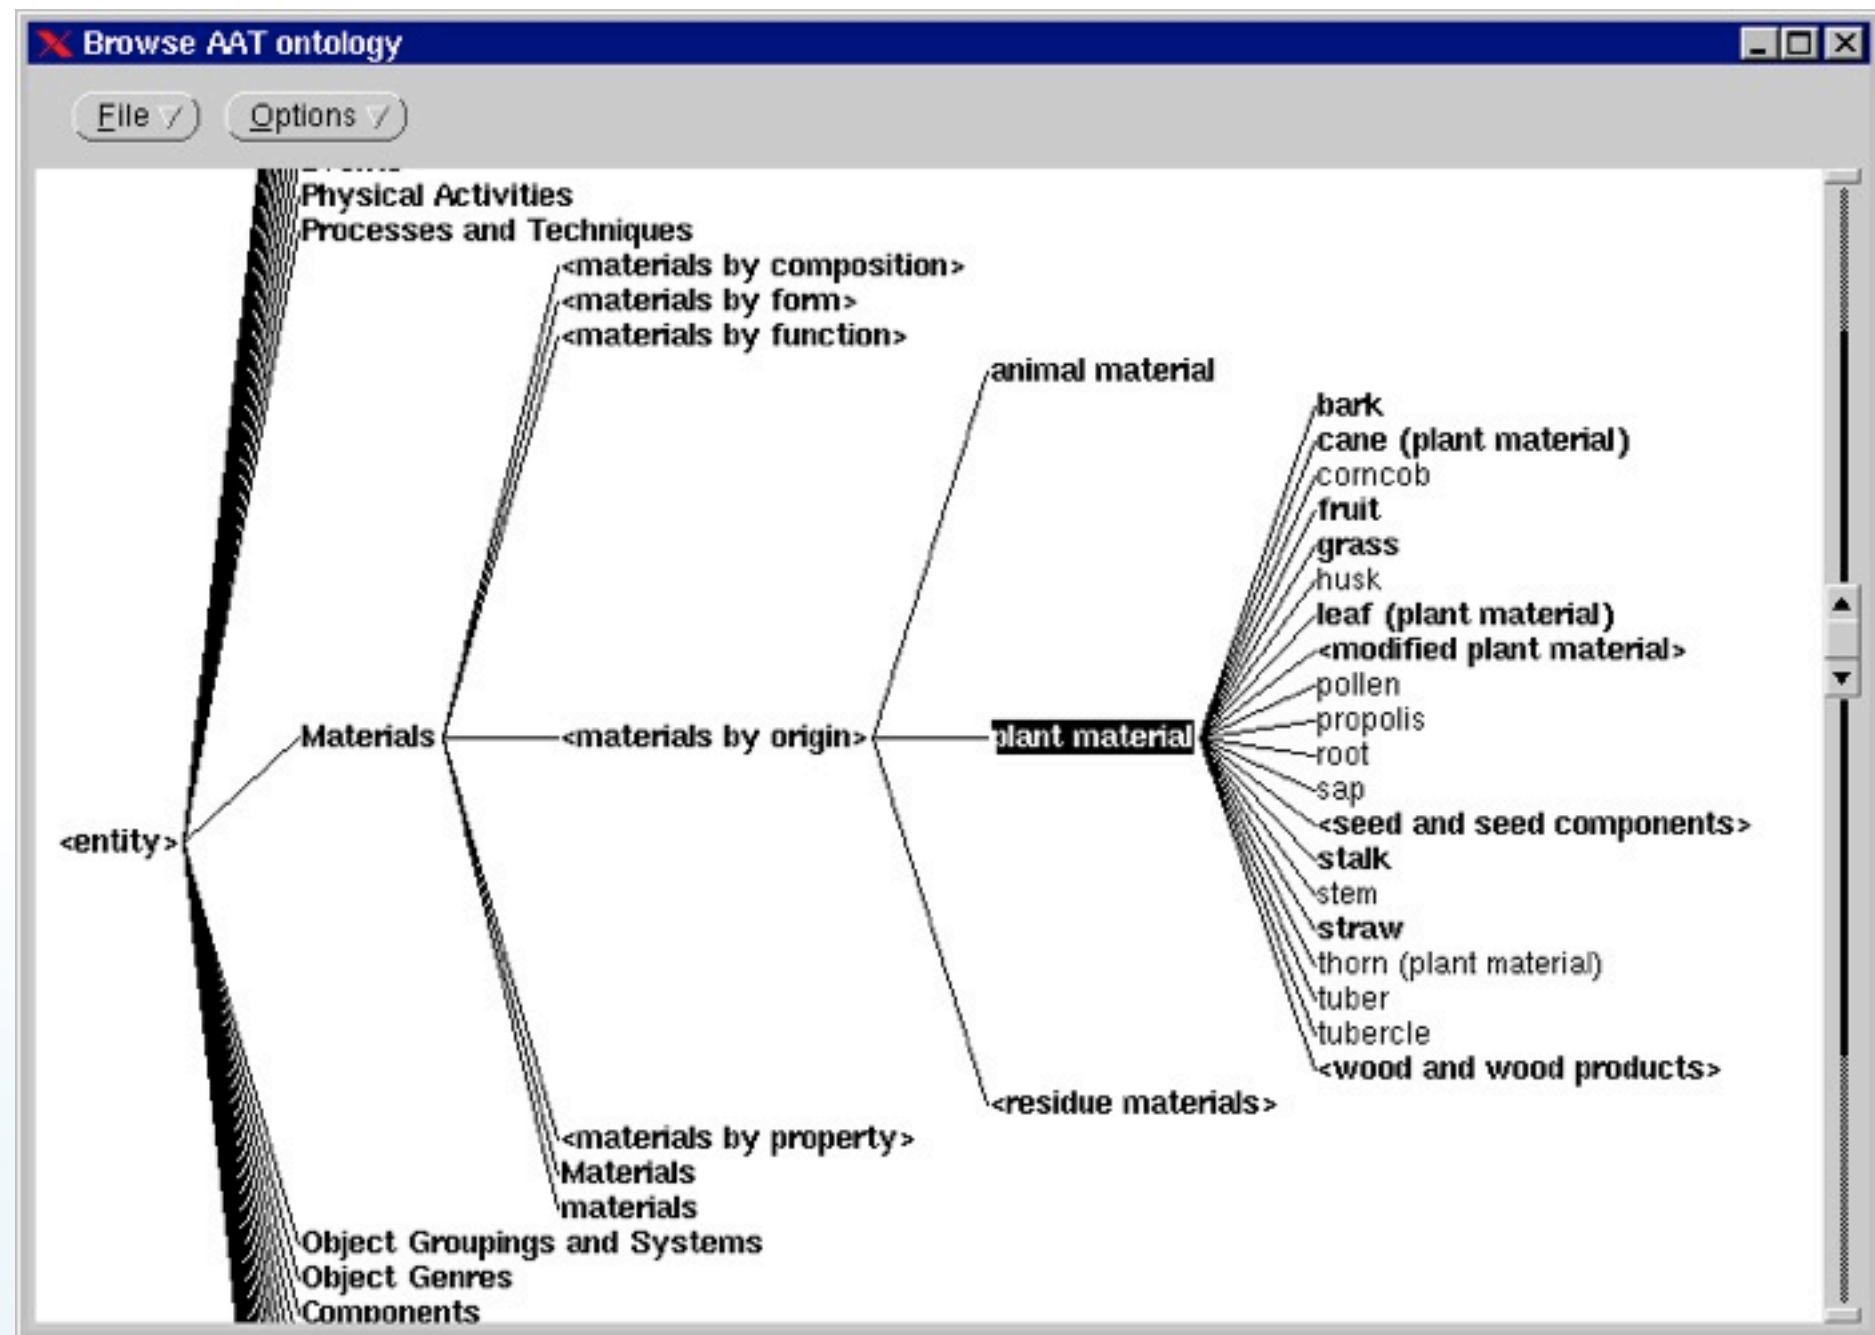 Browse AAT ontology
File
Options
Physical Activities
Processes and Techniques
<materials by composition>
<materials by form>
<materials by function>
animal material
bark
cane (plant material)
corncob
fruit
grass
husk
leaf (plant material)
<modified plant material>
pollen
propolis
Materials
<materials by origin>
plant material
root
sap
<seed and seed components>
<entity>
stalk
stem
straw
thorn (plant material)
tuber
tubercle
<wood and wood products>
<residue materials>
<materials by property>
Materials
materials
Object Groupings and Systems
Object Genres
Components